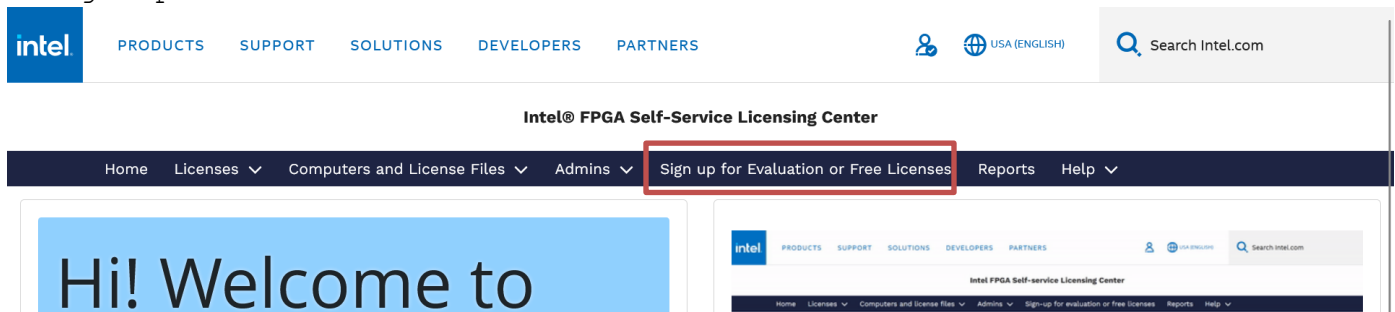 intel.
PRODUCTS SUPPORT SOLUTIONS DEVELOPERS PARTNERS USA (ENGLISH) Search Intel.com
Intel® FPGA Self-Service Licensing Center
Home Licenses Computers and License Files Admins Sign up for Evaluation or Free Licenses Reports Help
Hi! Welcome to
intel.
PRODUCTS SUPPORT SOLUTIONS DEVELOPERS PARTNERS USA (ENGLISH) Search Intel.com
Intel FPGA Self-service Licensing Center
Home Licenses Computers and license files Admins Sign-up for evaluation or free licenses Reports Help